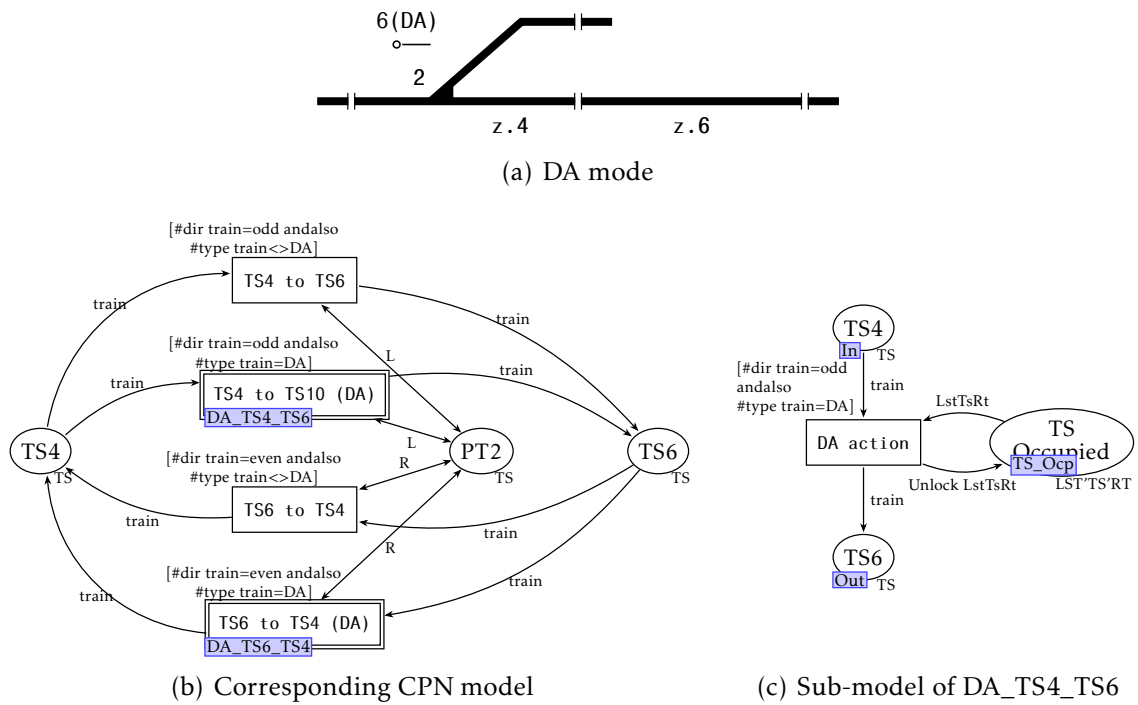 6(DA)
2
z.4
z.6
(a) DA mode
[#dir train=odd andalso
#type train<>DA]
TS4 to TS6
train
train
L
[#dir train=odd andalso
#type train=DA]
TS4 to TS10 (DA)
DA_TS4_TS6
train
train
L
TS4
TS
PT2
TS
TS6
TS
R
[#dir train=even andalso
#type train<>DA]
TS6 to TS4
train
train
R
[#dir train=even andalso
#type train=DA]
TS6 to TS4 (DA)
DA_TS6_TS4
train
train
(b) Corresponding CPN model
TS4
In
TS
[#dir train=odd
andalso
#type train=DA]
train
DA action
LstTsRt
TS
Occupied
TS_Ocp
LST'TS'RT
Unlock LstTsRt
train
TS6
Out
TS
(c) Sub-model of DA_TS4_TS6